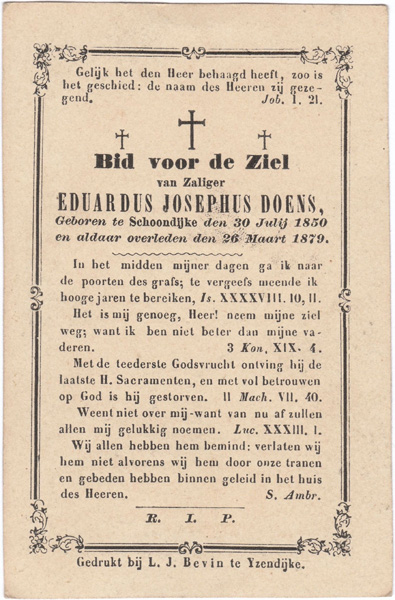 Gelijk het den Heer behaagd heeft, zoo is
het geschied: de naam des Heeren zij geze-
gend. Job. I. 21.
Bid voor de Ziel
van Zaliger
EDUARDUS JOSEPHUS DOENS,
Geboren te Schoondijke den 30 Julij 1850
en aldaar overleden den 26 Maart 1879.
In het midden mijner dagen ga ik naar
de poorten des grafs; te vergeefs meende ik
hooge jaren te bereiken, Is. XXXXVIII. 10, 11.
Het is mij genoeg, Heer! neem mijne ziel
weg; want ik ben niet beter dan mijne va-
deren. 3 Kon, XIX. 4.
Met de teederste Godsvrucht ontving hij de
laatste H. Sacramenten, en met vol betrouwen
op God is hij gestorven. II Mach. VII. 40.
Weent niet over mij-want van nu af zullen
allen mij gelukkig noemen. Luc. XXXIII, I.
Wij allen hebben hem bemind: verlaten wij
hem niet alvorens wij hem door onze tranen
en gebeden hebben binnen geleid in het huis
des Heeren. S. Ambr.
R. I. P.
Gedrukt bij L. J. Bevin te Yzendijke.